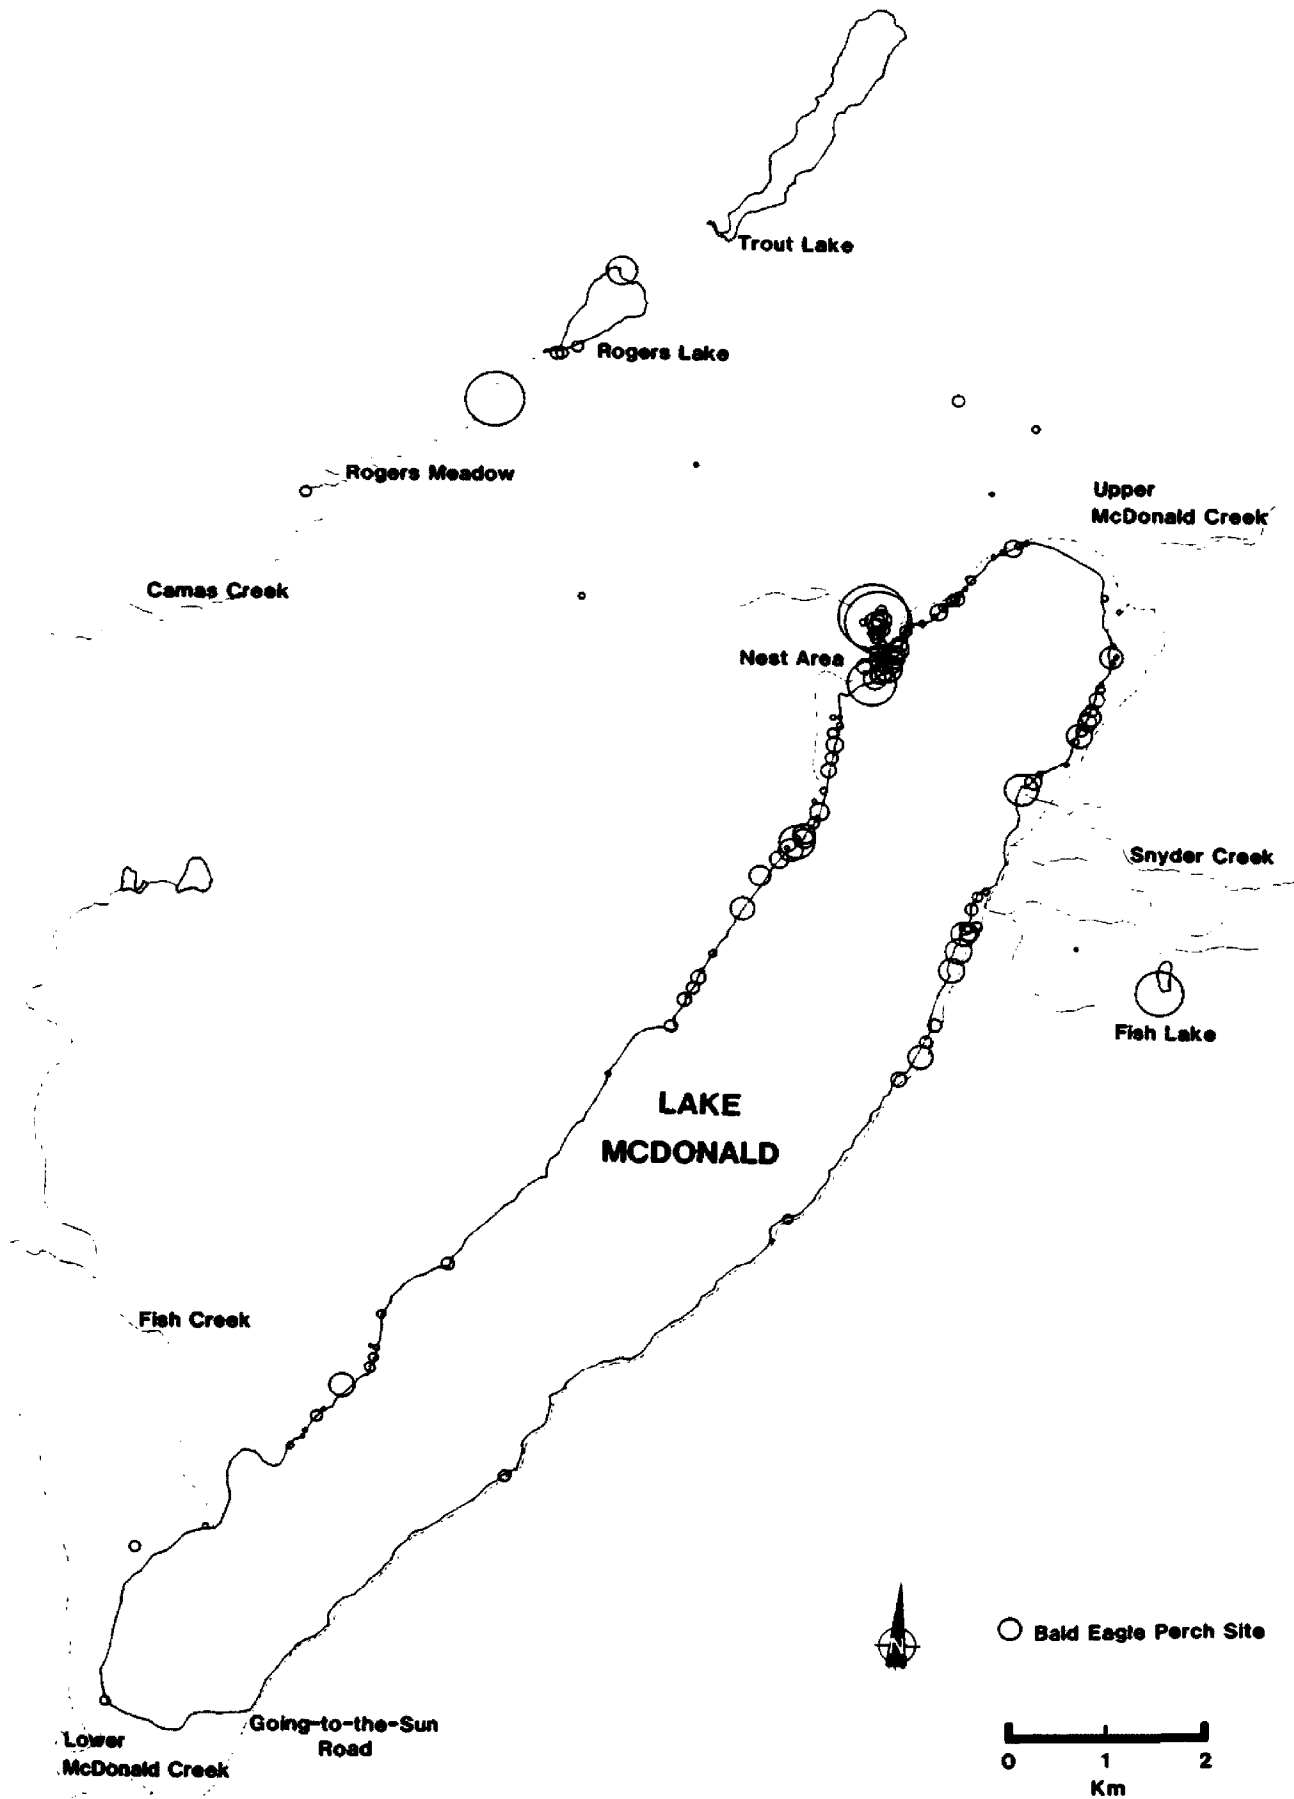 Trout Lake
Rogers Lake
Rogers Meadow
Upper
McDonald Creek
Camas Creek
Nest Area
Snyder Creek
Fish Lake
LAKE
MCDONALD
Fish Creek
N
Bald Eagle Perch Site
Going-to-the-Sun
Road
Lower
McDonald Creek
0 1 2
Km